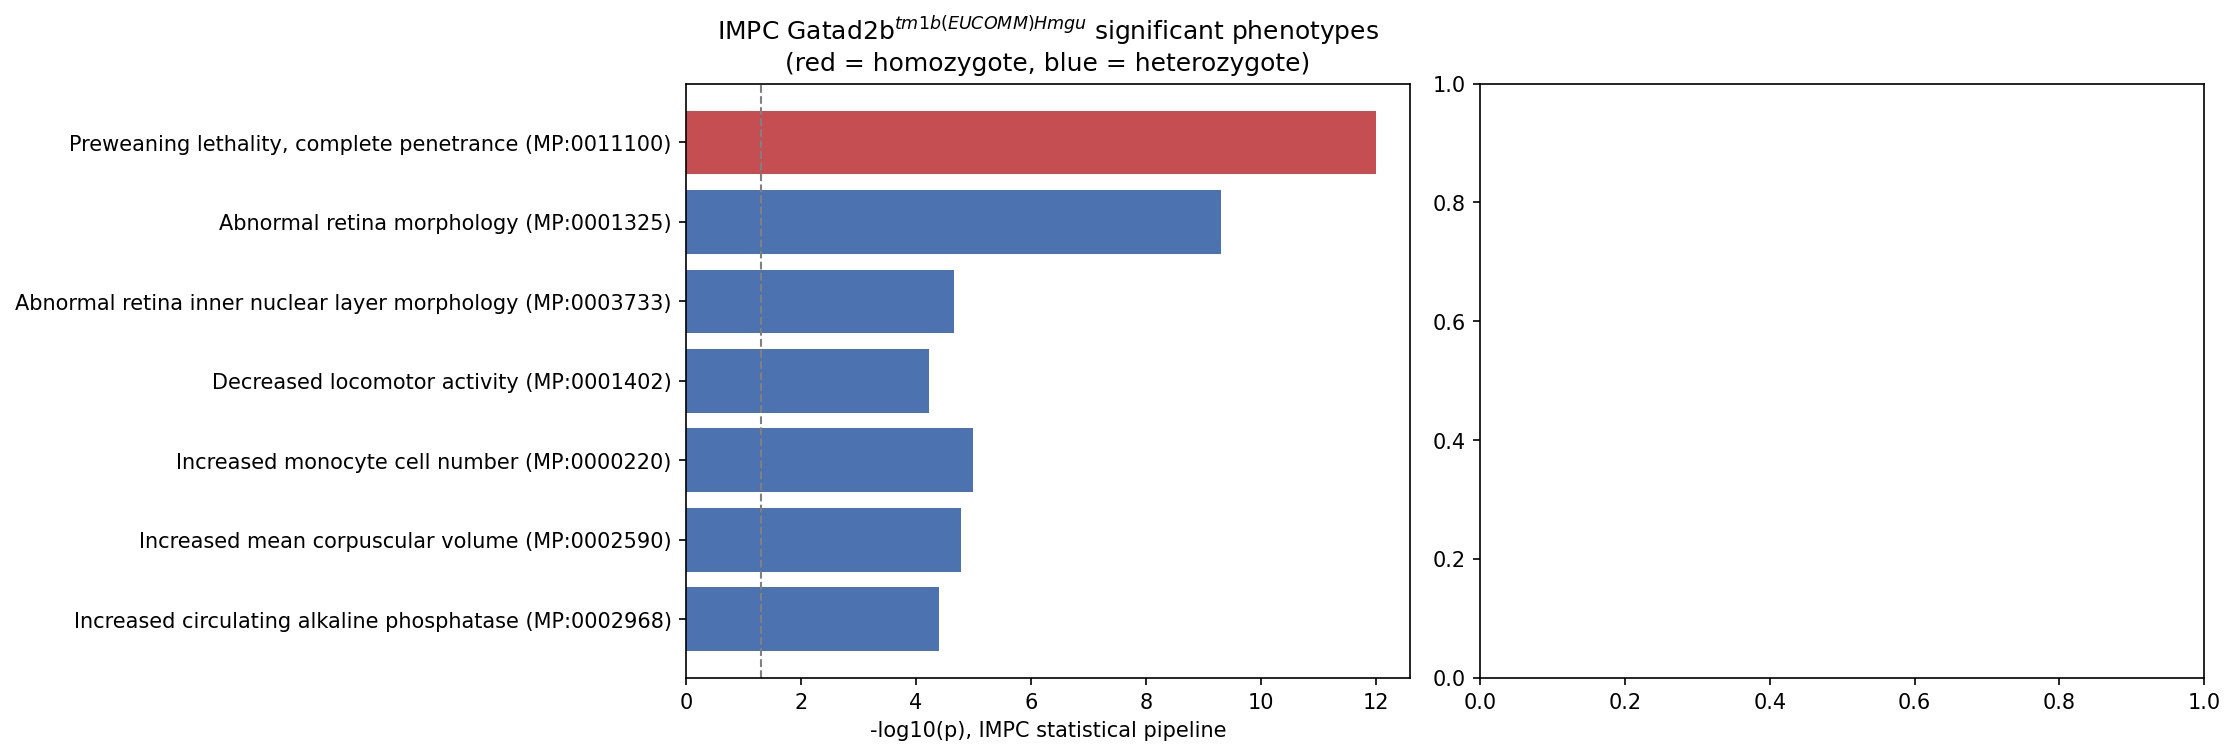 IMPC Gatad2b^tm1b(EUCOMM)Hmgu significant phenotypes
(red = homozygote, blue = heterozygote)
Preweaning lethality, complete penetrance (MP:0011100)
Abnormal retina morphology (MP:0001325)
Abnormal retina inner nuclear layer morphology (MP:0003733)
Decreased locomotor activity (MP:0001402)
Increased monocyte cell number (MP:0000220)
Increased mean corpuscular volume (MP:0002590)
Increased circulating alkaline phosphatase (MP:0002968)
0 2 4 6 8 10 12
-log10(p), IMPC statistical pipeline
1.0
0.8
0.6
0.4
0.2
0.0
0.0 0.2 0.4 0.6 0.8 1.0